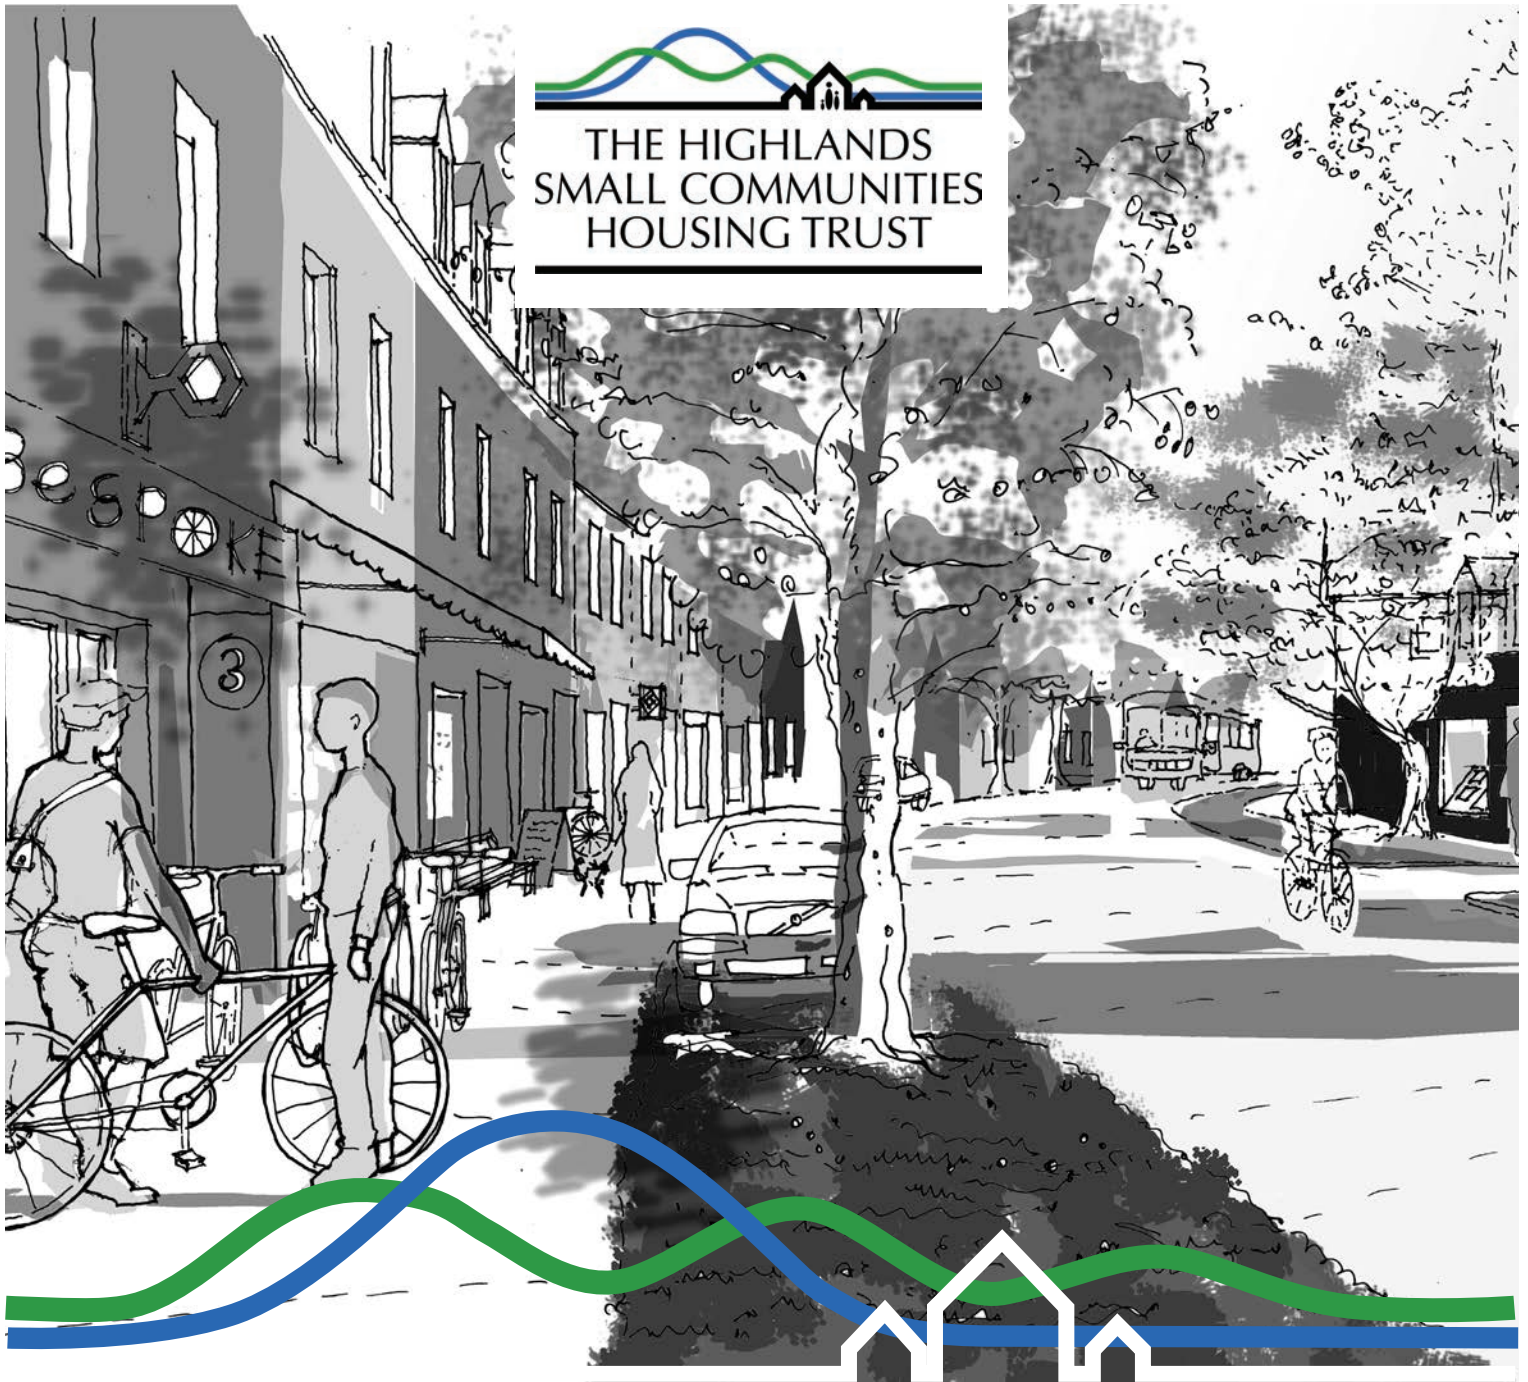 THE HIGHLANDS
SMALL COMMUNITIES
HOUSING TRUST
BeSPOKE
3